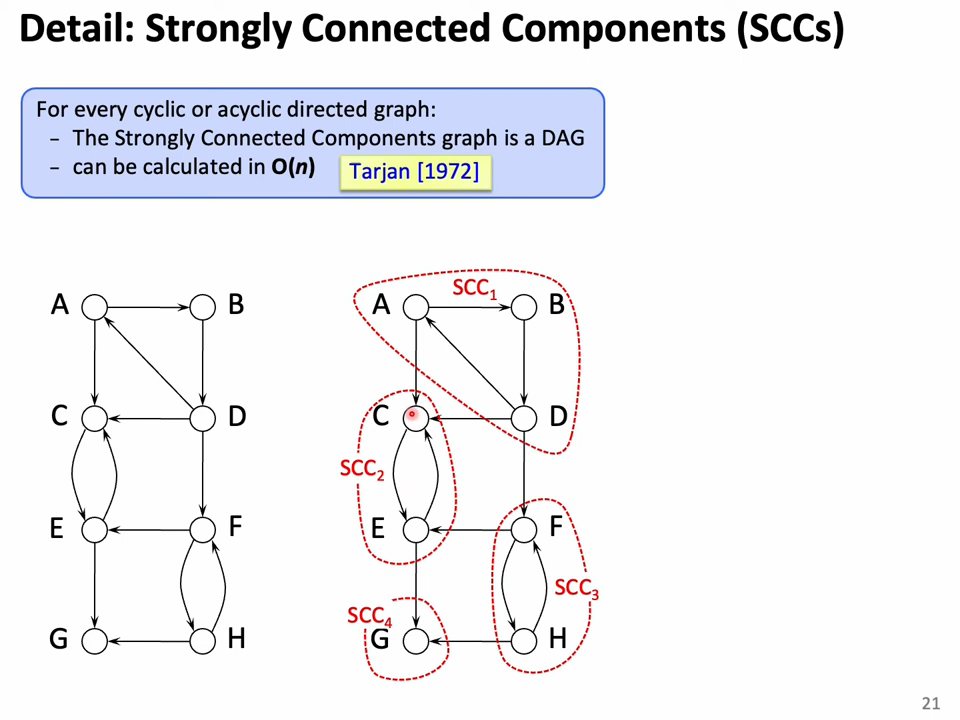 Detail: Strongly Connected Components (SCCs)
For every cyclic or acyclic directed graph:
– The Strongly Connected Components graph is a DAG
– can be calculated in O(n)
Tarjan [1972]
A
B
C
D
E
F
G
H
A
SCC1
B
C
D
SCC2
E
F
SCC3
SCC4
G
H
21